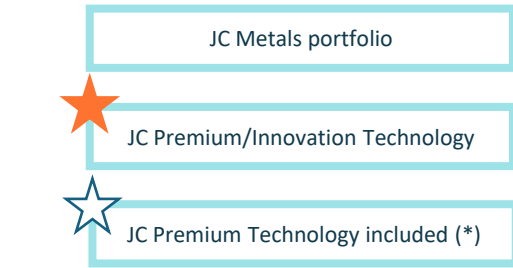 JC Metals portfolio
JC Premium/Innovation Technology
JC Premium Technology included (*)